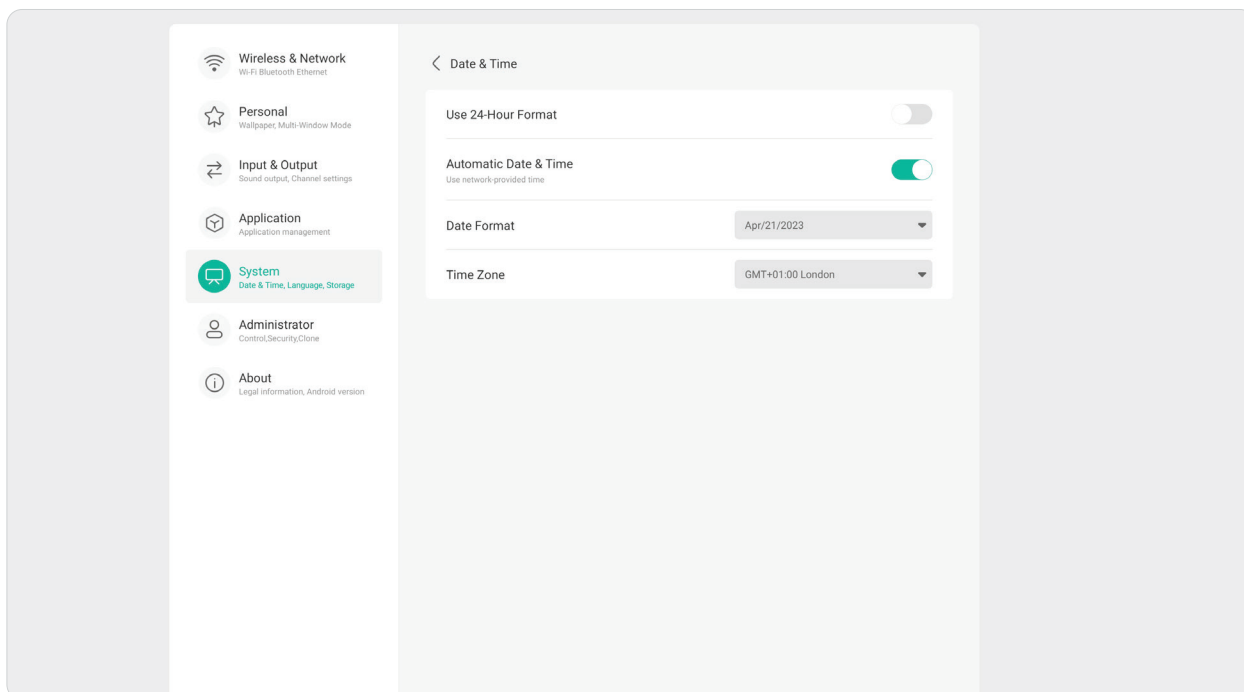 Wireless & Network
Wi-Fi Bluetooth Ethernet
Personal
Wallpaper, Multi-Window Mode
Input & Output
Sound output, Channel settings
Application
Application management
System
Date & Time, Language, Storage
Administrator
Control,Security,Clone
About
Legal information, Android version
Date & Time
Use 24-Hour Format
Automatic Date & Time
Use network-provided time
Date Format
Apr/21/2023
Time Zone
GMT+01:00 London